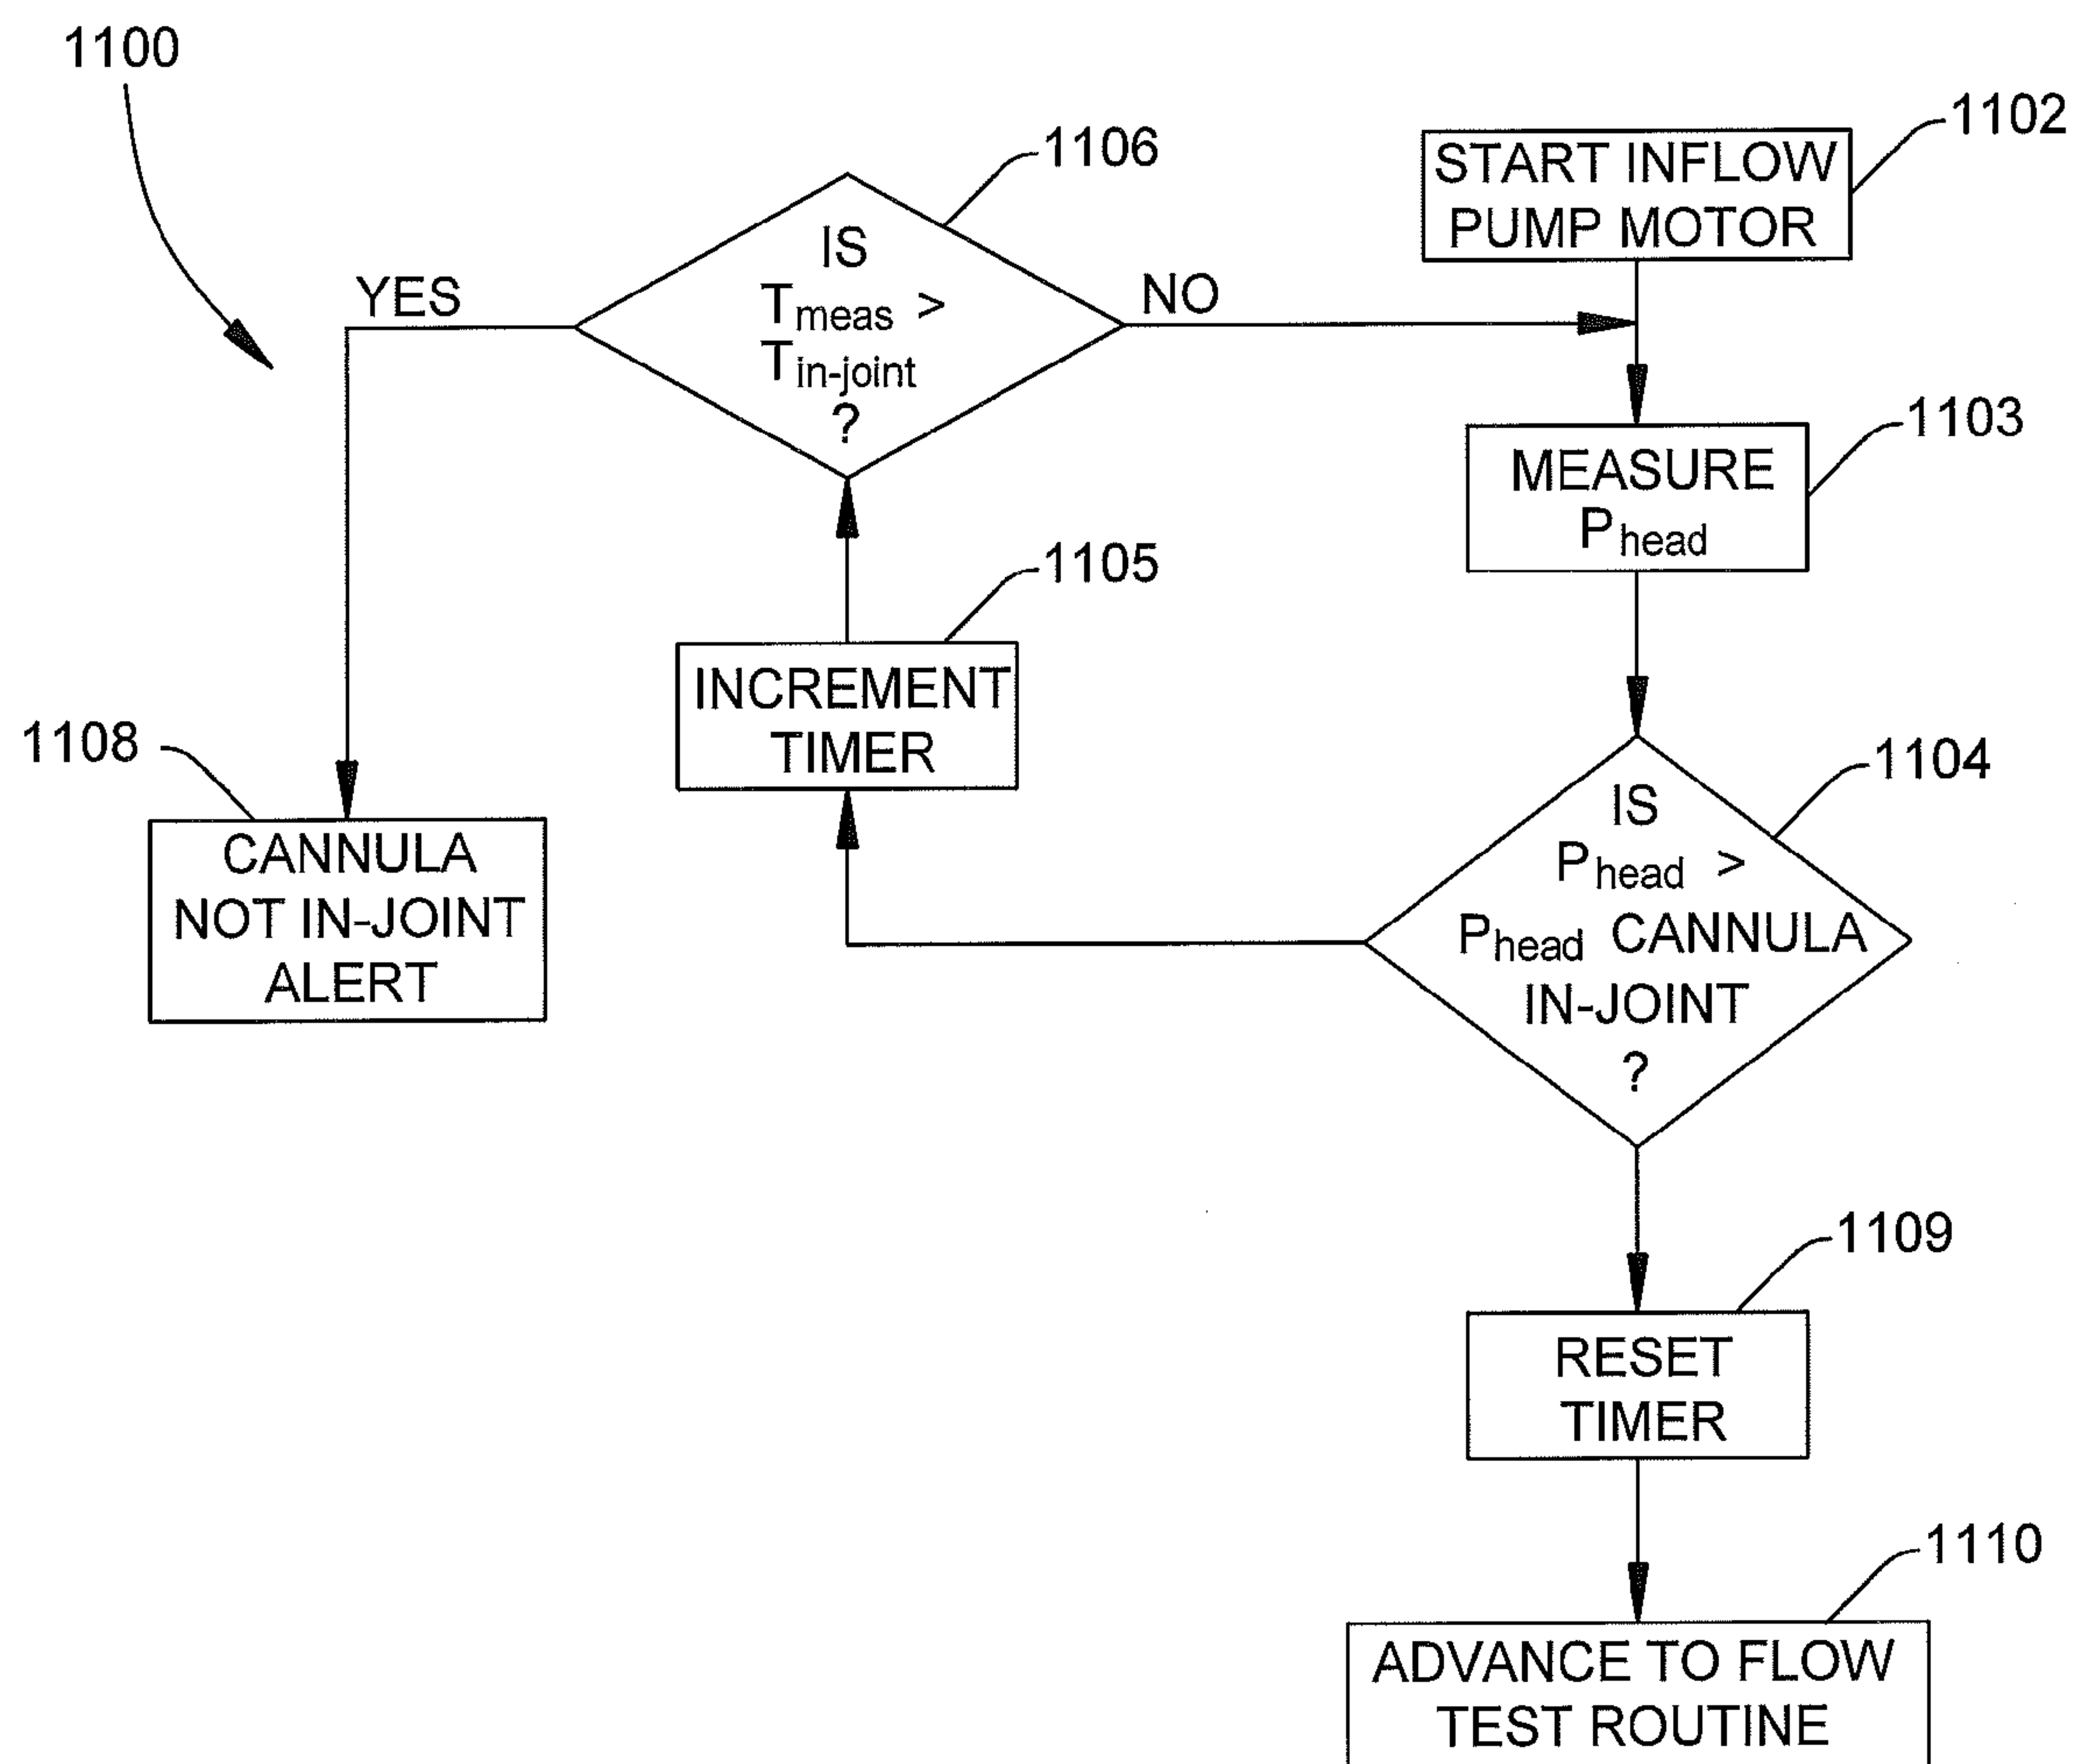 1100
1102
START INFLOW
PUMP MOTOR
1106
IS
Tmeas >
Tin-joint
?
YES
NO
1103
MEASURE
Phead
1105
INCREMENT
TIMER
1108
CANNULA
NOT IN-JOINT
ALERT
1104
IS
Phead >
Phead CANNULA
IN-JOINT
?
1109
RESET
TIMER
1110
ADVANCE TO FLOW
TEST ROUTINE